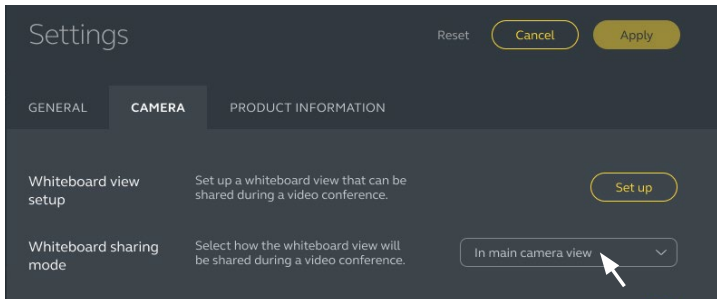 Settings
Reset
Cancel
Apply
GENERAL
CAMERA
PRODUCT INFORMATION
Whiteboard view
setup
Set up a whiteboard view that can be
shared during a video conference.
Set up
Whiteboard sharing
mode
Select how the whiteboard view will
be shared during a video conference.
In main camera view